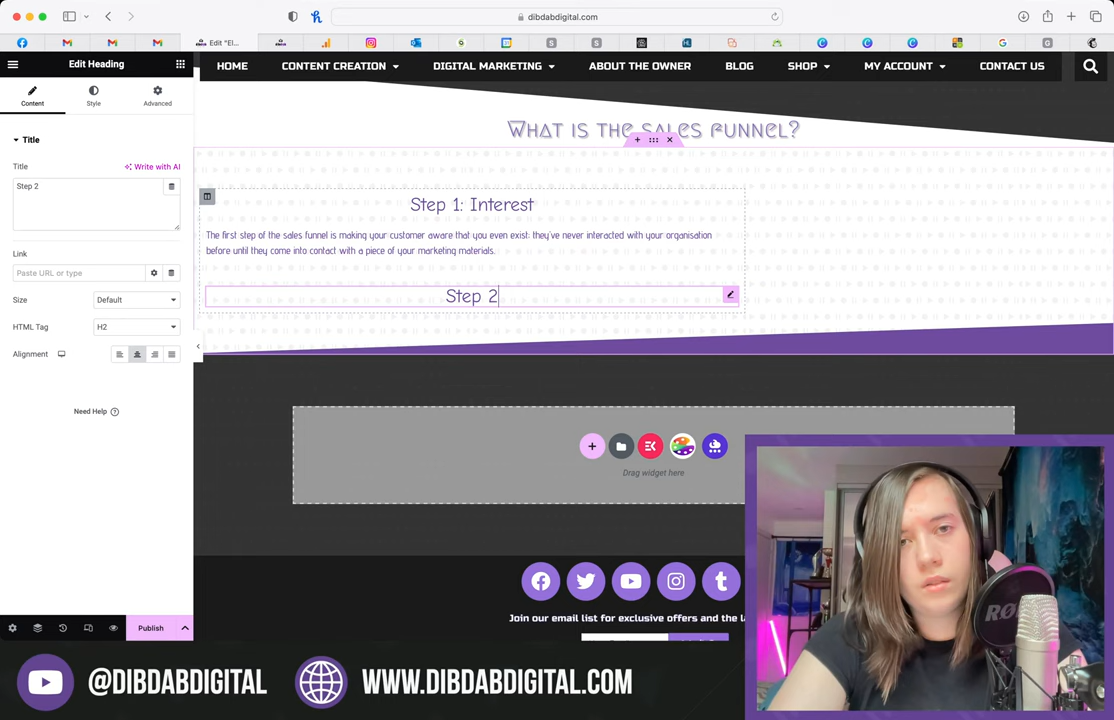 dibdabdigital.com
Edit "El...
Edit Heading
HOME
CONTENT CREATION
DIGITAL MARKETING
ABOUT THE OWNER
BLOG
SHOP
MY ACCOUNT
CONTACT US
Content
Style
Advanced
What is the sales funnel?
Title
Title
Write with AI
Step 2
Step 1: Interest
The first step of the sales funnel is making your customer aware that you even exist: they've never interacted with your organisation
before until they come into contact with a piece of your marketing materials.
Link
Paste URL or type
Size
Default
Step 2
HTML Tag
H2
Alignment
Need Help
Drag widget here
Join our email list for exclusive offers and the la
Publish
RØDE
@DIBDABDIGITAL
WWW.DIBDABDIGITAL.COM